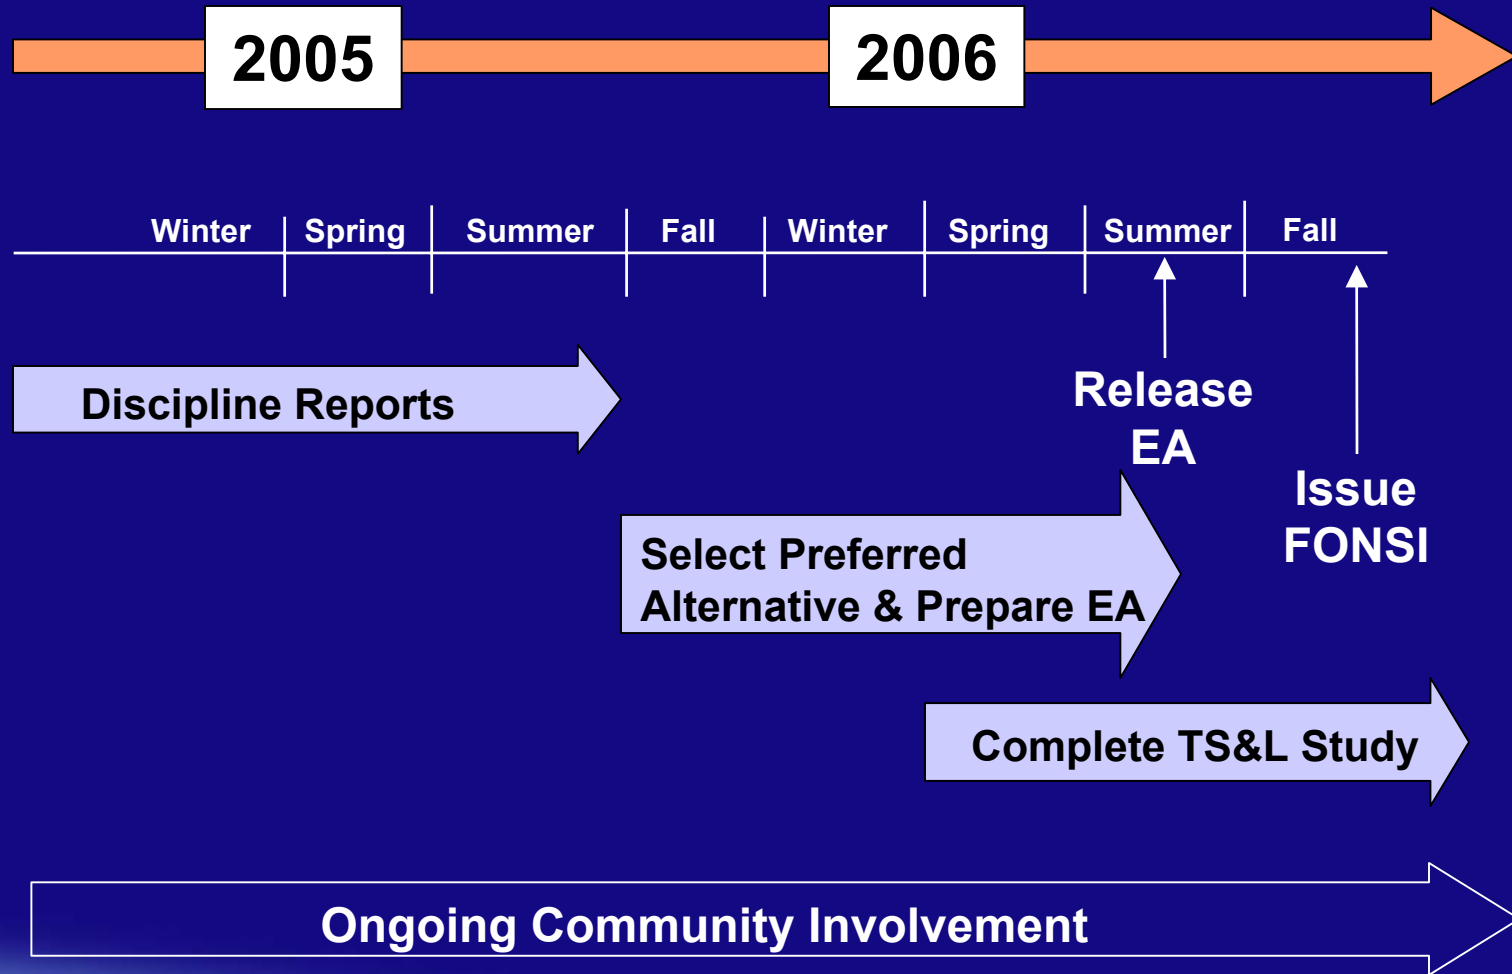 2005
2006
Winter
Spring
Summer
Fall
Winter
Spring
Summer
Fall
Discipline Reports
Release
EA
Issue
FONSI
Select Preferred
Alternative & Prepare EA
Complete TS&L Study
Ongoing Community Involvement